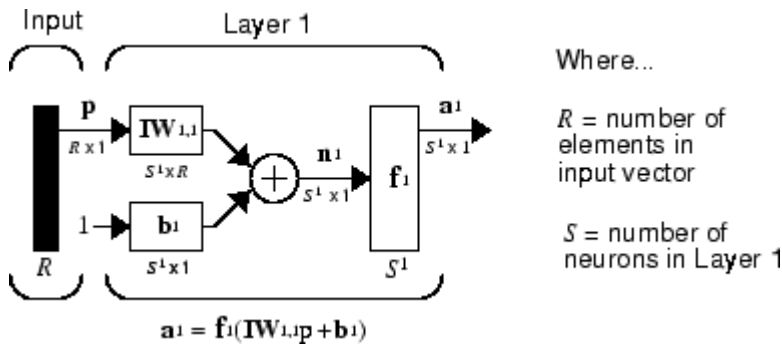 Input
Layer 1
Where...
p
R x 1
IW1,1
S1 x R
n1
S1 x 1
f1
a1
S1 x 1
1
b1
S1 x 1
R
S1
R = number of
elements in
input vector
S = number of
neurons in Layer 1
a1 = f1(IW1,1p +b1)